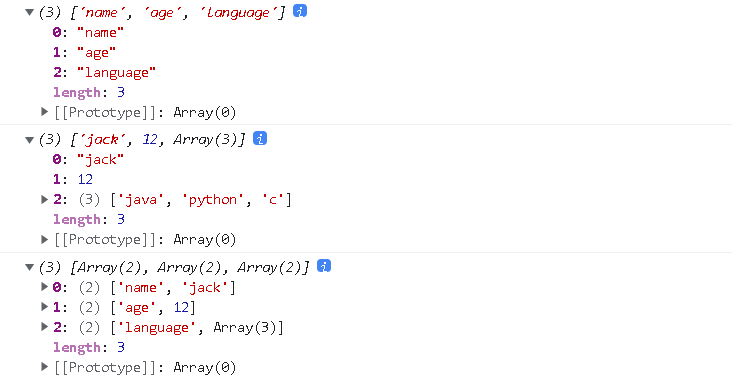 (3) ['name', 'age', 'language'] i
0: "name"
1: "age"
2: "language"
length: 3
[[Prototype]]: Array(0)
(3) ['jack', 12, Array(3)] i
0: "jack"
1: 12
2: (3) ['java', 'python', 'c']
length: 3
[[Prototype]]: Array(0)
(3) [Array(2), Array(2), Array(2)] i
0: (2) ['name', 'jack']
1: (2) ['age', 12]
2: (2) ['language', Array(3)]
length: 3
[[Prototype]]: Array(0)